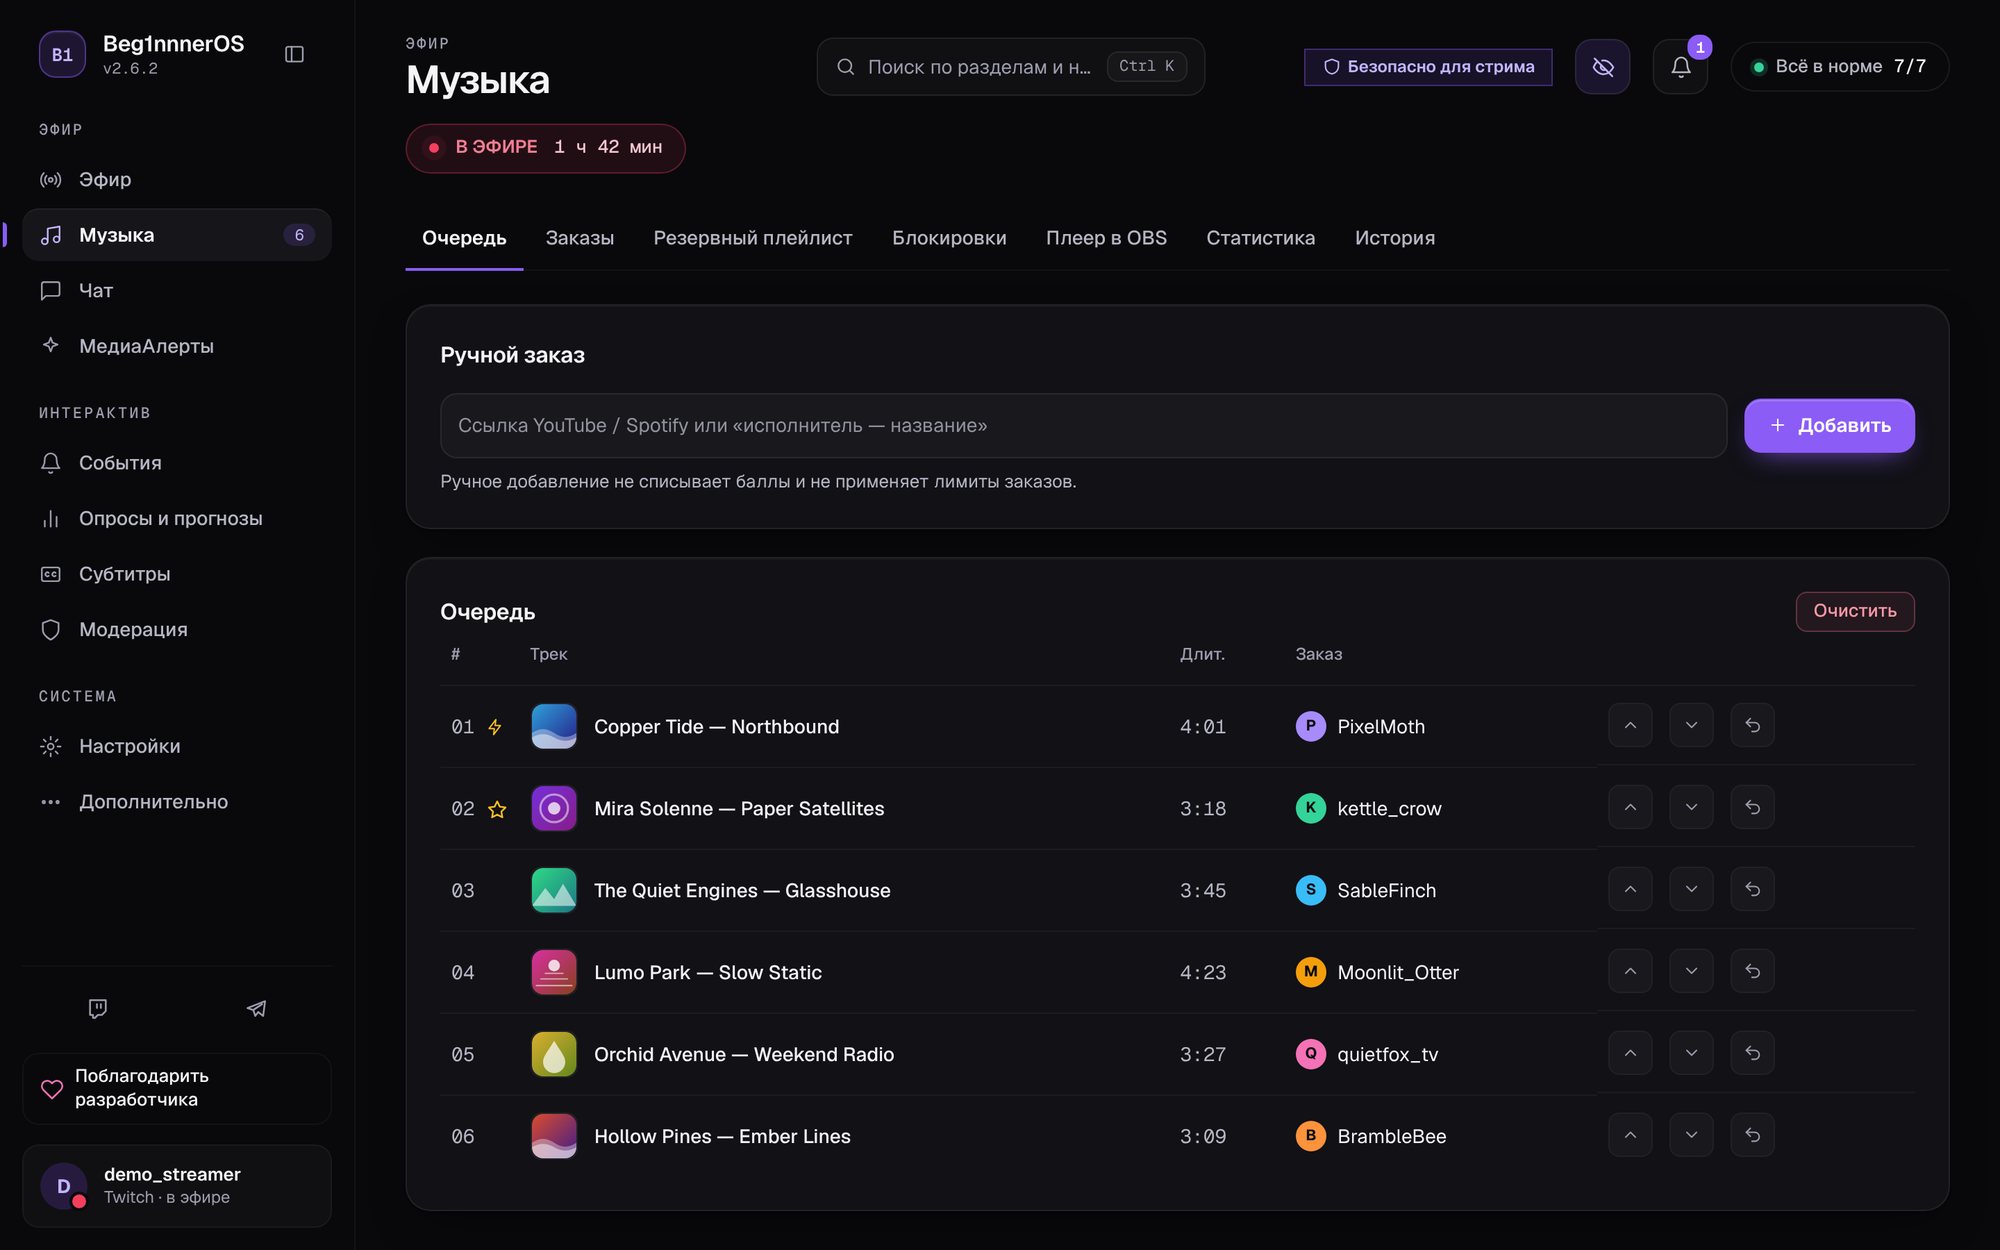 B1
Beg1nnnerOS
v2.6.2
ЭФИР
Эфир
Музыка 6
Чат
МедиаАлерты
ИНТЕРАКТИВ
События
Опросы и прогнозы
Субтитры
Модерация
СИСТЕМА
Настройки
Дополнительно
Поблагодарить
разработчика
D
demo_streamer
Twitch · в эфире
ЭФИР
Музыка
Поиск по разделам и н... Ctrl K
Безопасно для стрима
1
Всё в норме 7/7
В ЭФИРЕ 1 ч 42 мин
Очередь Заказы Резервный плейлист Блокировки Плеер в OBS Статистика История
Ручной заказ
Ссылка YouTube / Spotify или «исполнитель — название»
+ Добавить
Ручное добавление не списывает баллы и не применяет лимиты заказов.
Очередь
Очистить
# Трек Длит. Заказ
01 Copper Tide — Northbound 4:01 P PixelMoth
02 Mira Solenne — Paper Satellites 3:18 K kettle_crow
03 The Quiet Engines — Glasshouse 3:45 S SableFinch
04 Lumo Park — Slow Static 4:23 M Moonlit_Otter
05 Orchid Avenue — Weekend Radio 3:27 Q quietfox_tv
06 Hollow Pines — Ember Lines 3:09 B BrambleBee